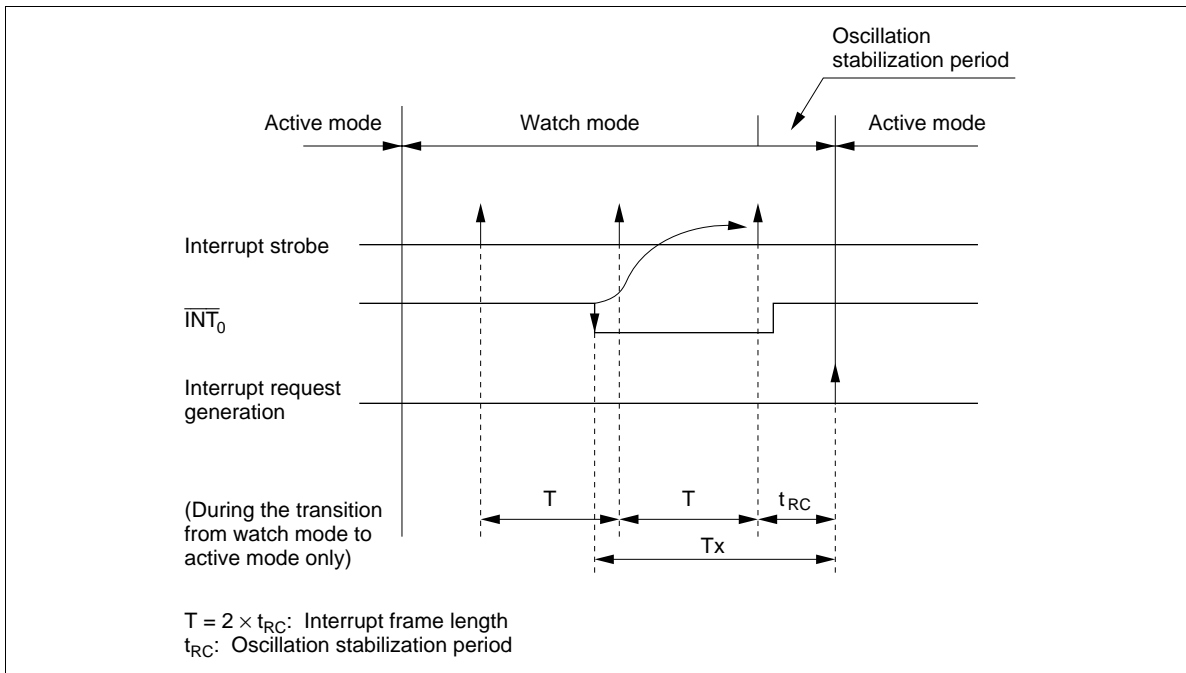 Oscillation
stabilization period
Active mode
Watch mode
Active mode
Interrupt strobe
INT0
Interrupt request
generation
(During the transition
from watch mode to
active mode only)
T
T
tRC
Tx
T = 2 × tRC: Interrupt frame length
tRC: Oscillation stabilization period